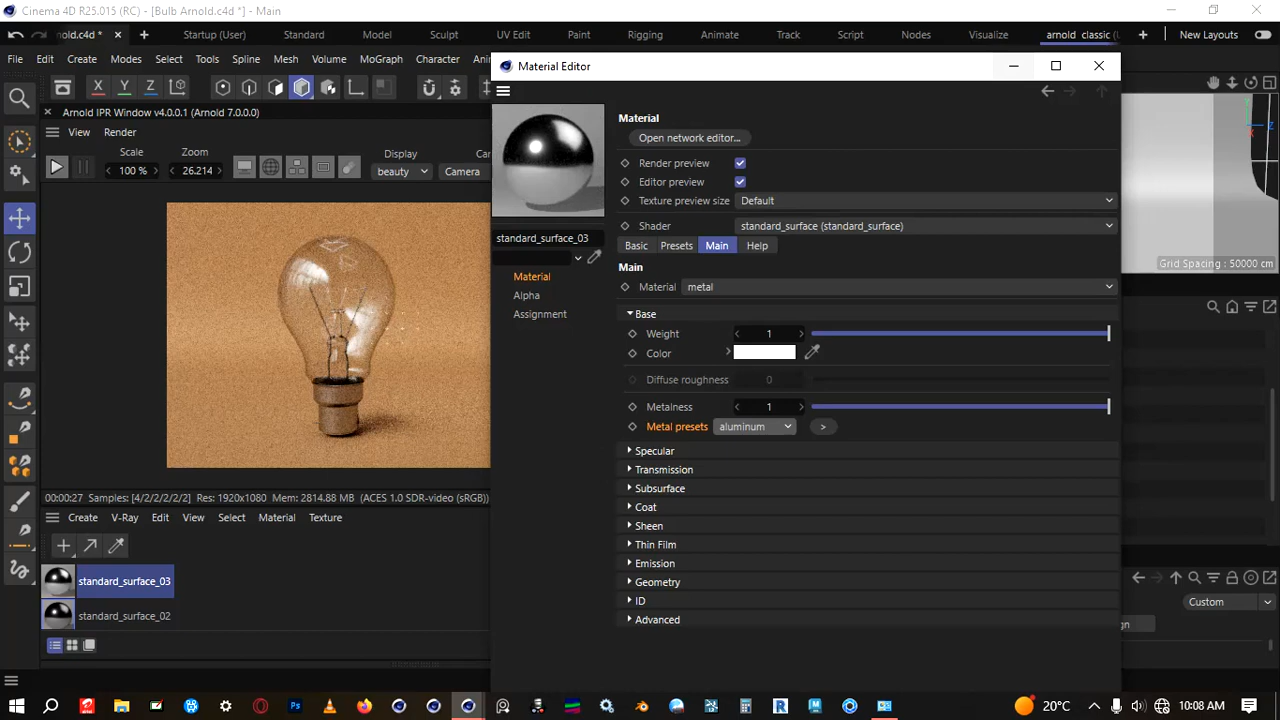 Cinema 4D R25.015 (RC) - [Bulb Arnold.c4d *] - Main
old.c4d * Startup (User) Standard Model Sculpt UV Edit Paint Rigging Animate Track Script Nodes Visualize arnold_classic (U New Layouts
File Edit Create Modes Select Tools Spline Mesh Volume MoGraph Character
Material Editor
X Y Z
Arnold IPR Window v4.0.0.1 (Arnold 7.0.0.0)
View Render
Scale Zoom Display
100 % 26.214 beauty Camera
Material
Open network editor...
Render preview
Editor preview
Texture preview size Default
Shader standard_surface (standard_surface)
standard_surface_03
Basic Presets Main Help
Material
Alpha
Assignment
Main
Material metal
Base
Weight 1
Color
Diffuse roughness 0
Metalness 1
Metal presets aluminum >
Specular
Transmission
Subsurface
Coat
Sheen
Thin Film
Emission
Geometry
ID
Advanced
Grid Spacing : 50000 cm
00:00:27 Samples: [4/2/2/2/2/2] Res: 1920x1080 Mem: 2814.88 MB (ACES 1.0 SDR-video (sRGB))
Create V-Ray Edit View Select Material Texture
standard_surface_03
standard_surface_02
Custom
20°C 10:08 AM